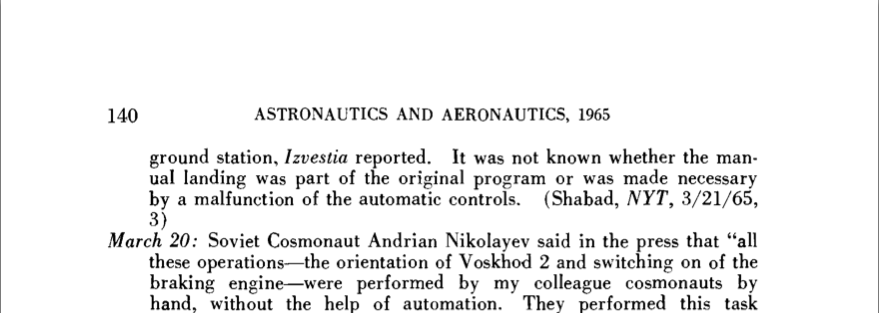 140 ASTRONAUTICS AND AERONAUTICS, 1965
ground station, Izvestia reported. It was not known whether the man-
ual landing was part of the original program or was made necessary
by a malfunction of the automatic controls. (Shabad, NYT, 3/21/65,
3)
March 20: Soviet Cosmonaut Andrian Nikolayev said in the press that “all
these operations—the orientation of Voskhod 2 and switching on of the
braking engine—were performed by my colleague cosmonauts by
hand, without the help of automation. They performed this task